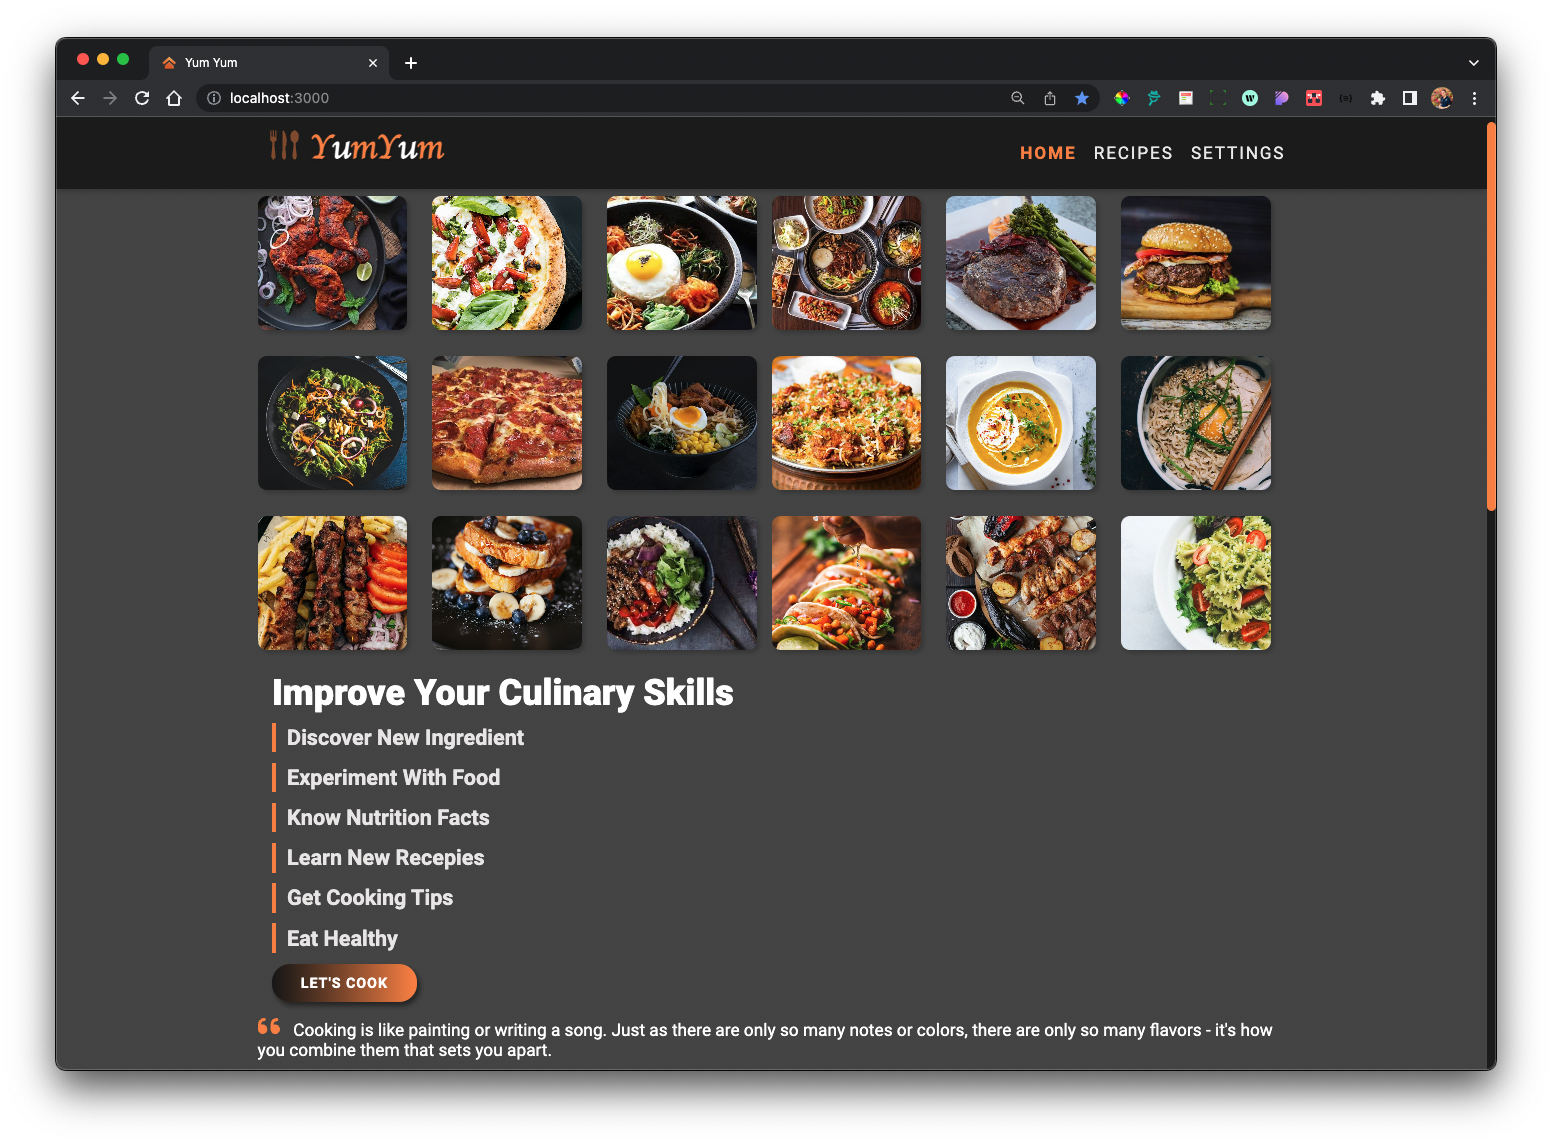 Yum Yum
localhost:3000
YumYum
HOME RECIPES SETTINGS
Improve Your Culinary Skills
Discover New Ingredient
Experiment With Food
Know Nutrition Facts
Learn New Recepies
Get Cooking Tips
Eat Healthy
LET'S COOK
“ Cooking is like painting or writing a song. Just as there are only so many notes or colors, there are only so many flavors - it's how
you combine them that sets you apart.